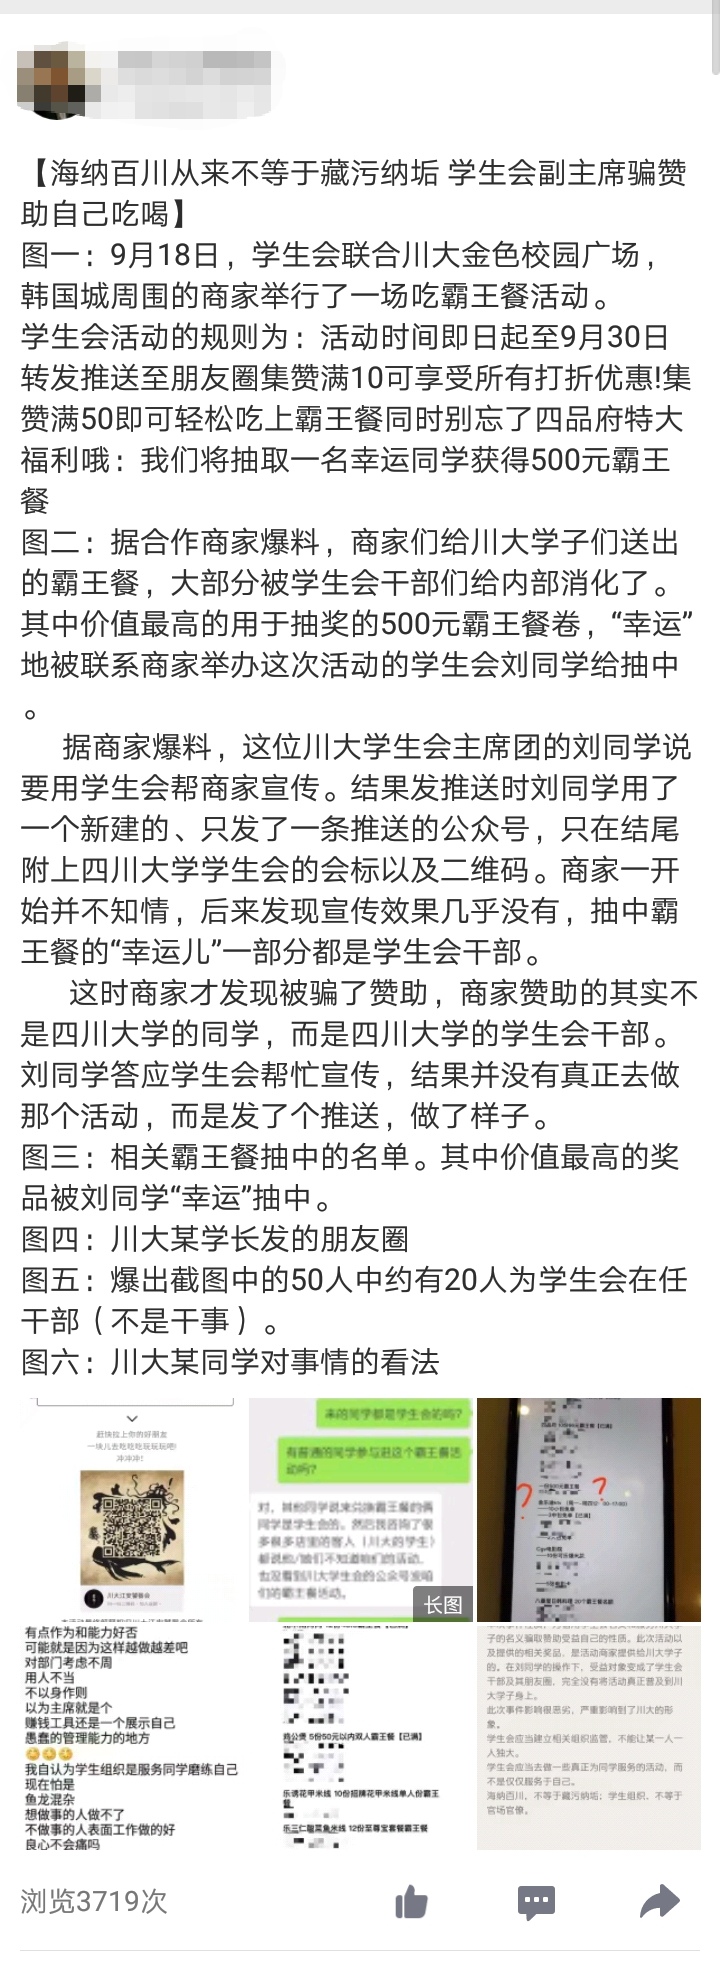 【海纳百川从来不等于藏污纳垢 学生会副主席骗赞
助自己吃喝】
图一：9月18日，学生会联合川大金色校园广场，
韩国城周围的商家举行了一场吃霸王餐活动。
学生会活动的规则为：活动时间即日起至9月30日
转发推送至朋友圈集赞满10可享受所有打折优惠!集
赞满50即可轻松吃上霸王餐同时别忘了四品府特大
福利哦：我们将抽取一名幸运同学获得500元霸王
餐
图二：据合作商家爆料，商家们给川大学子们送出
的霸王餐，大部分被学生会干部们给内部消化了。
其中价值最高的用于抽奖的500元霸王餐卷，“幸运”
地被联系商家举办这次活动的学生会刘同学给抽中
。
据商家爆料，这位川大学生会主席团的刘同学说
要用学生会帮商家宣传。结果发推送时刘同学用了
一个新建的、只发了一条推送的公众号，只在结尾
附上四川大学学生会的会标以及二维码。商家一开
始并不知情，后来发现宣传效果几乎没有，抽中霸
王餐的“幸运儿”一部分都是学生会干部。
这时商家才发现被骗了赞助，商家赞助的其实不
是四川大学的同学，而是四川大学的学生会干部。
刘同学答应学生会帮忙宣传，结果并没有真正去做
那个活动，而是发了个推送，做了样子。
图三：相关霸王餐抽中的名单。其中价值最高的奖
品被刘同学“幸运”抽中。
图四：川大某学长发的朋友圈
图五：爆出截图中的50人中约有20人为学生会在任
干部（不是干事）。
图六：川大某同学对事情的看法
赶快拉上你的好朋友
一块儿去吃吃吃玩玩玩吧!
冲冲冲!
来的同学都是学生会的吗?
有普通的同学参与进这个霸王餐活
动吗?
对，其他同学说来兑换霸王餐的俩
同学是学生会的。然后我咨询了很
多很多店里的客人（川大的学生）
都说他/她们不知道咱们的活动，
也没看到川大学生会的公众号发咱
们的霸王餐活动。
长图
有点作为和能力好否
可能就是因为这样越做越差吧
对部门考虑不周
用人不当
不以身作则
以为主席就是个
赚钱工具还是一个展示自己
愚蠢的管理能力的地方
我自认为学生组织是服务同学磨练自己
现在怕是
鱼龙混杂
想做事的人做不了
不做事的人表面工作做的好
良心不会痛吗
5份50元以内双人霸王餐【已满】
乐诱花甲米线 10份招牌花甲米线单人份霸王
餐
乐三仁酸菜鱼米线 12份至尊宝套餐霸王餐
子的名义骗取赞助受益自己的性质。此次活动以
及提供的相关奖品，是活动商家提供给川大学子
的。在刘同学的操作下，受益对象变成了学生会
干部及其朋友圈，完全没有将活动真正普及到川
大学子身上。
此次事件影响很恶劣，严重影响到了川大的形
象。
学生会应当建立相关组织监管，不能让某一人一
人独大。
学生会应当去做一些真正为同学服务的活动，而
不是仅仅服务于自己。
海纳百川，不等于藏污纳垢；学生组织，不等于
官场官僚。
浏览3719次